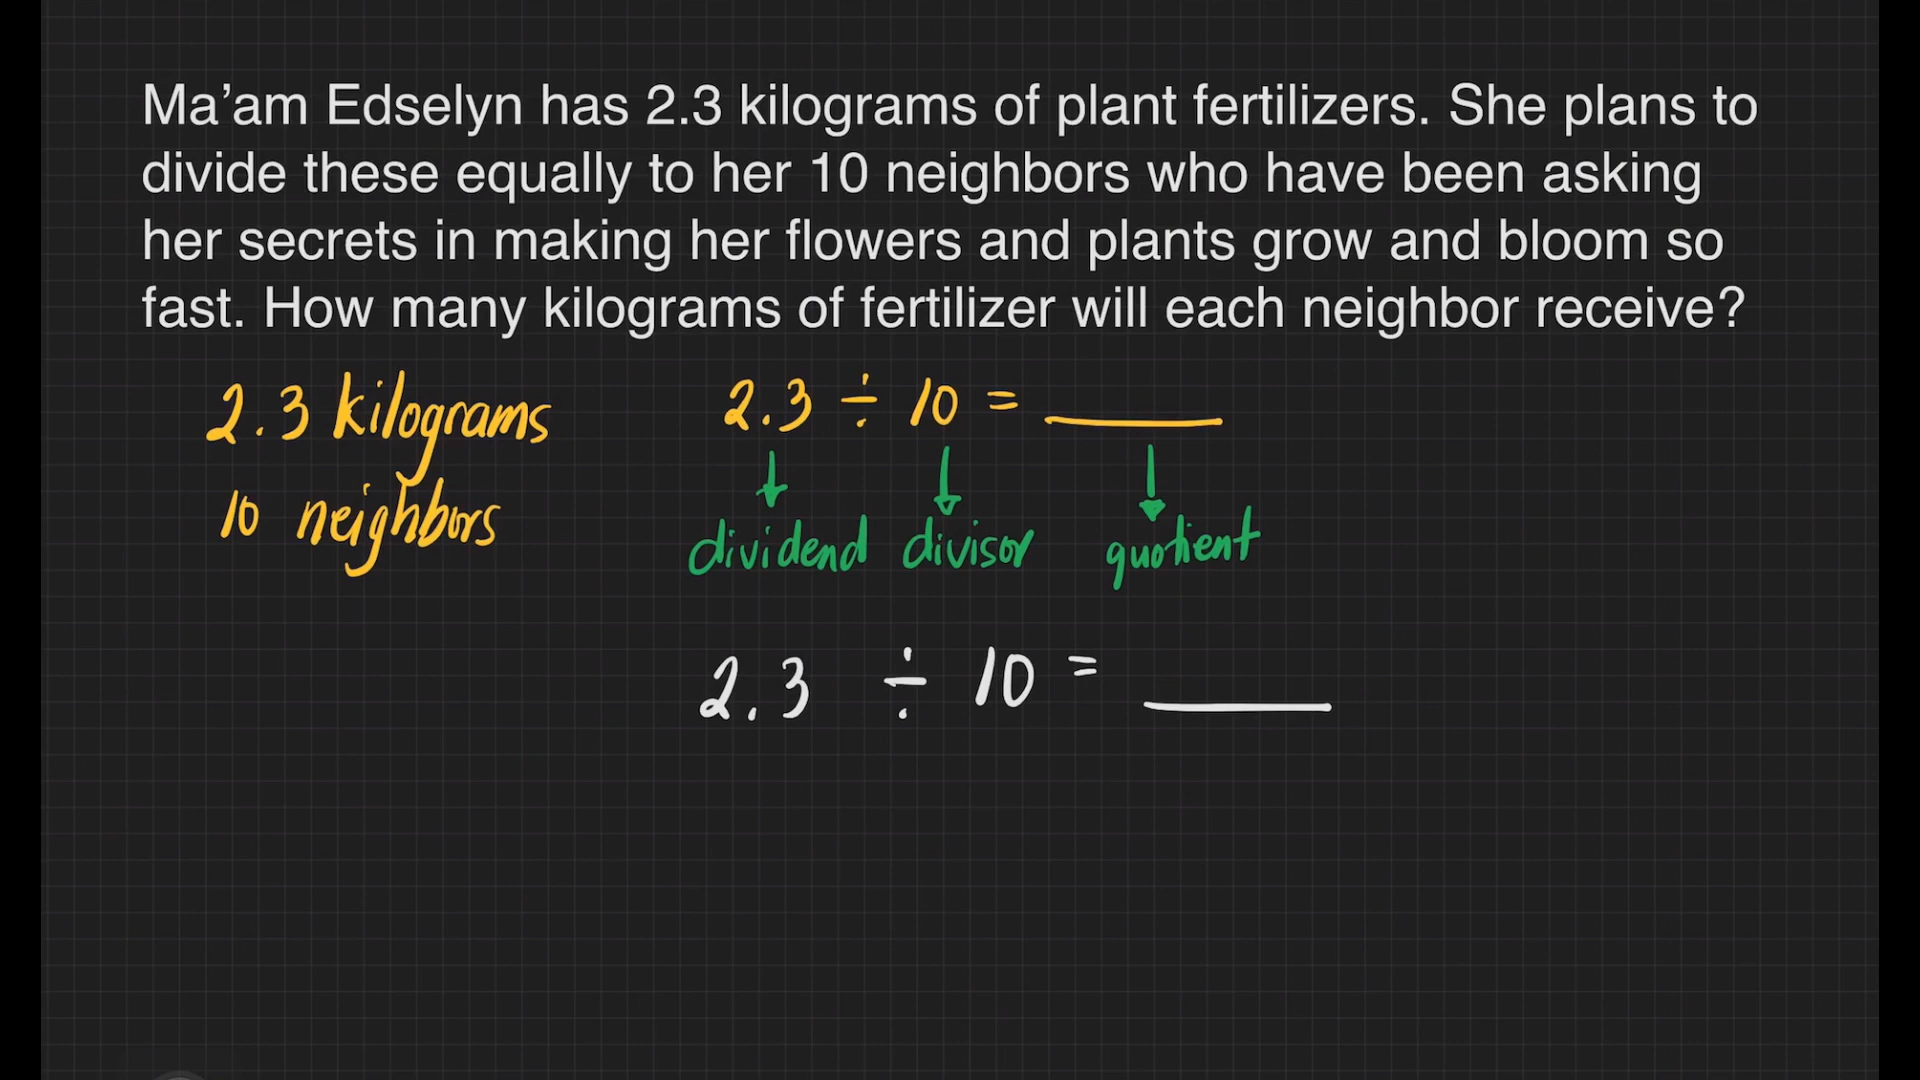 Ma’am Edselyn has 2.3 kilograms of plant fertilizers. She plans to
divide these equally to her 10 neighbors who have been asking
her secrets in making her flowers and plants grow and bloom so
fast. How many kilograms of fertilizer will each neighbor receive?
2.3 kilograms
10 neighbors
2.3 ÷ 10 = ____
dividend divisor quotient
2.3 ÷ 10 = ____